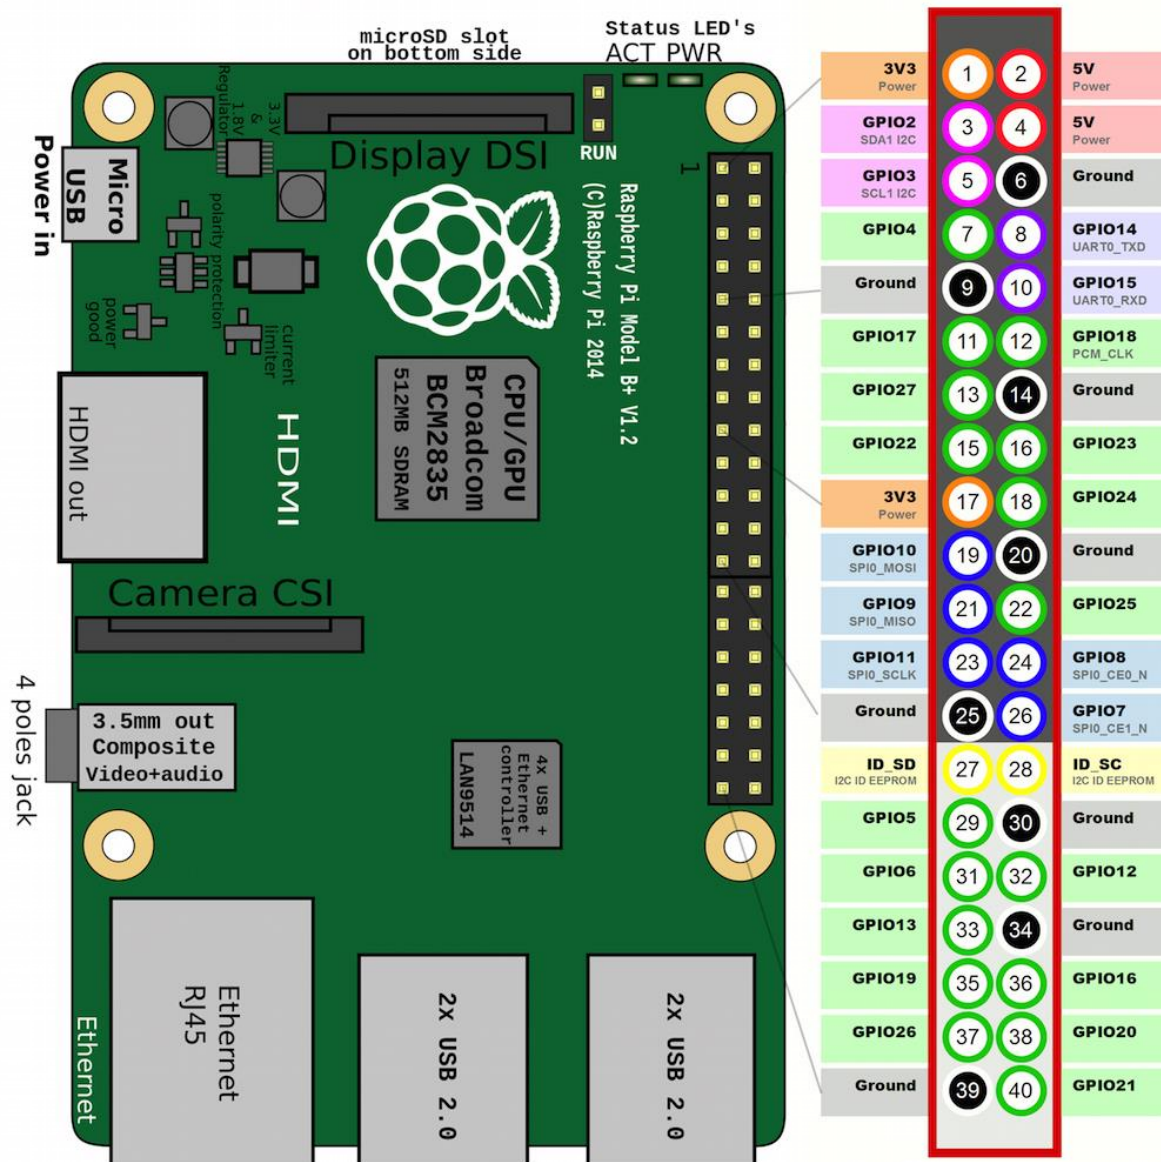 microSD slot
on bottom side
Status LED's
ACT PWR
RUN
Regulator
1.8V
&
3.3V
Display DSI
1
Power in
Micro
USB
polarity protection
power
good
current
limiter
Raspberry Pi Model B+ V1.2
(C)Raspberry Pi 2014
CPU/GPU
Broadcom
BCM2835
512MB SDRAM
HDMI out
HDMI
Camera CSI
4 poles jack
3.5mm out
Composite
Video+audio
4x USB +
Ethernet
controller
LAN9514
Ethernet
Ethernet
RJ45
2x USB 2.0
2x USB 2.0
3V3 1 2 5V
Power Power
GPIO2 3 4 5V
SDA1 I2C Power
GPIO3 5 6 Ground
SCL1 I2C
GPIO4 7 8 GPIO14
UART0_TXD
Ground 9 10 GPIO15
UART0_RXD
GPIO17 11 12 GPIO18
PCM_CLK
GPIO27 13 14 Ground
GPIO22 15 16 GPIO23
3V3 17 18 GPIO24
Power
GPIO10 19 20 Ground
SPI0_MOSI
GPIO9 21 22 GPIO25
SPI0_MISO
GPIO11 23 24 GPIO8
SPI0_SCLK SPI0_CE0_N
Ground 25 26 GPIO7
SPI0_CE1_N
ID_SD 27 28 ID_SC
I2C ID EEPROM I2C ID EEPROM
GPIO5 29 30 Ground
GPIO6 31 32 GPIO12
GPIO13 33 34 Ground
GPIO19 35 36 GPIO16
GPIO26 37 38 GPIO20
Ground 39 40 GPIO21